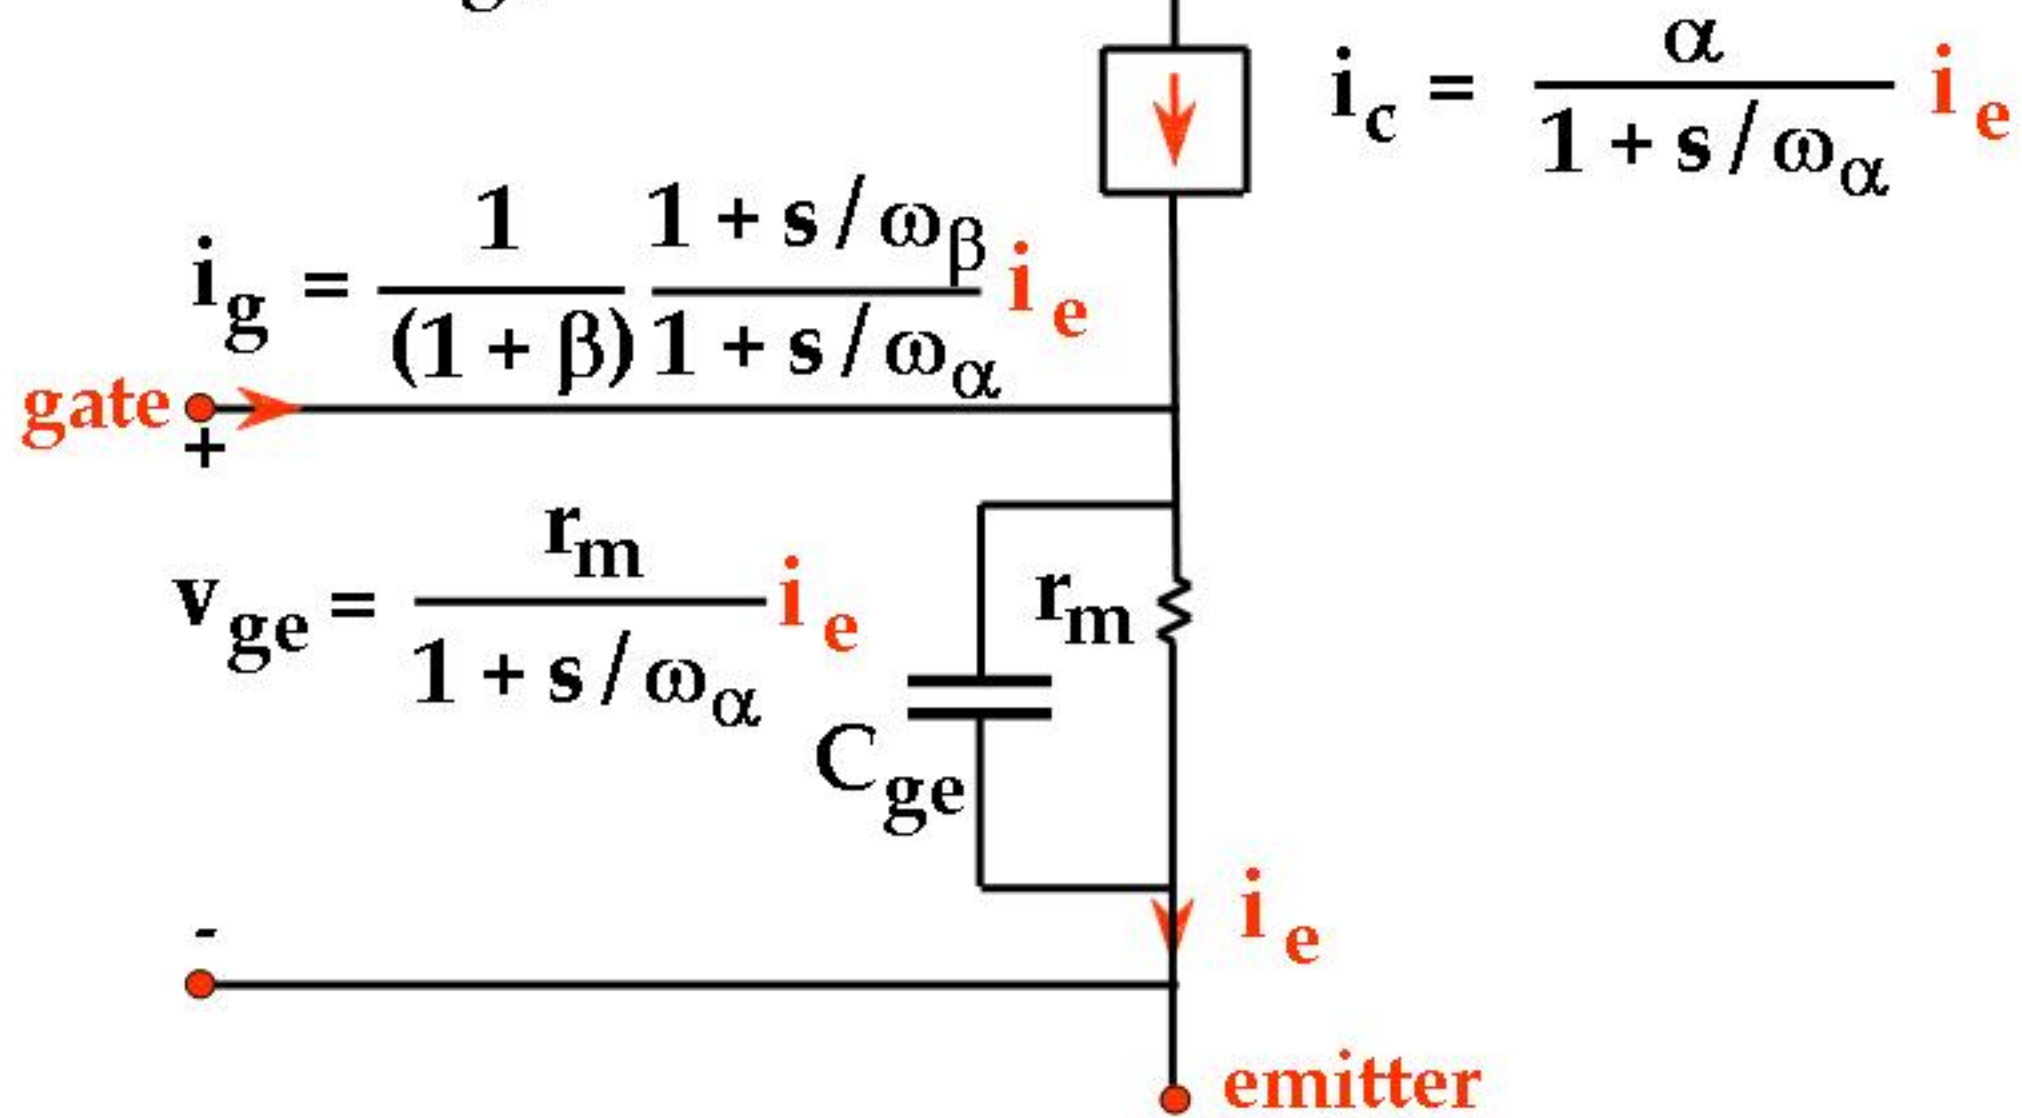 i_c = α / (1 + s/ω_α) i_e
i_g = 1 / (1 + β) (1 + s/ω_β) / (1 + s/ω_α) i_e
gate
+
v_ge = r_m / (1 + s/ω_α) i_e
r_m
C_ge
i_e
-
emitter